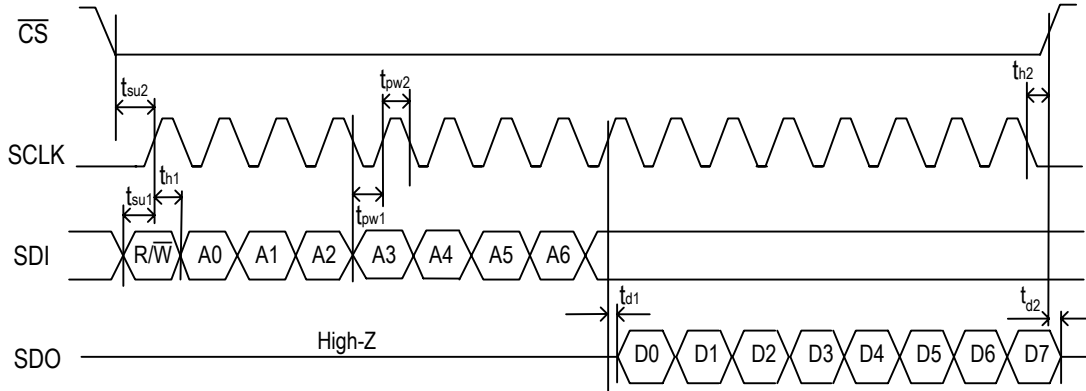 CS
tsu2
tpw2
th2
SCLK
tsu1
th1
tpw1
SDI
R/W A0 A1 A2 A3 A4 A5 A6
td1
td2
SDO
High-Z
D0 D1 D2 D3 D4 D5 D6 D7